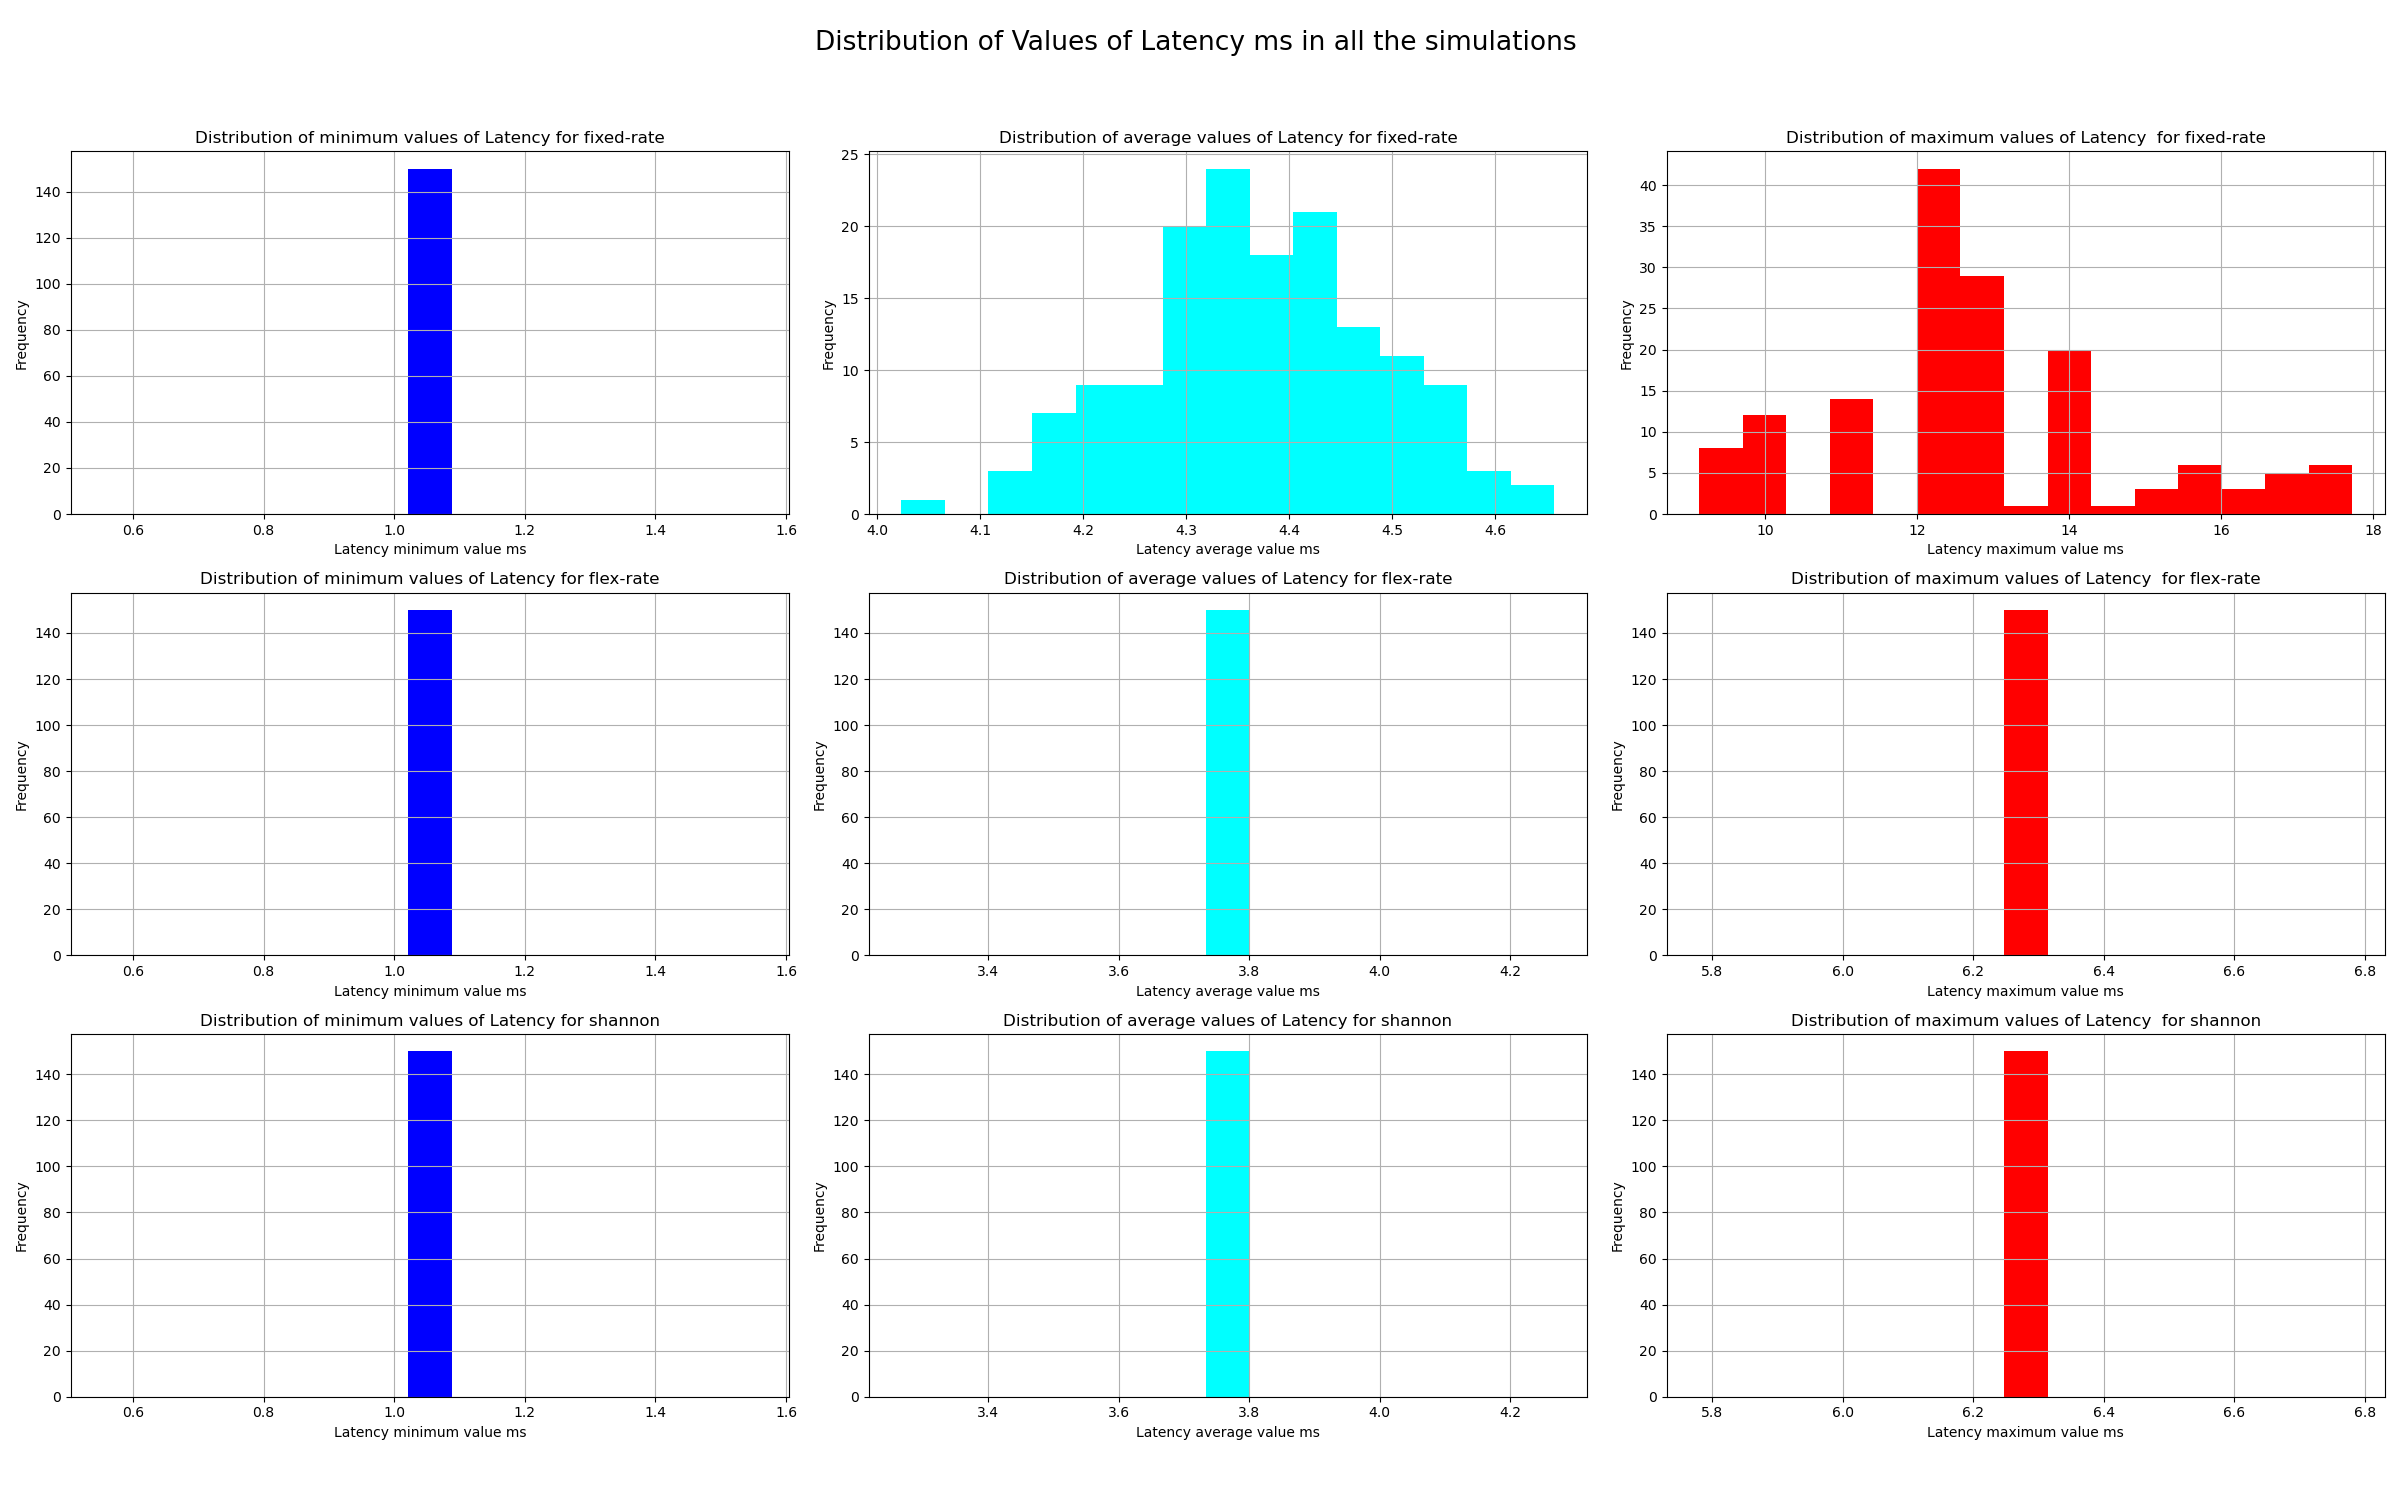 Distribution of Values of Latency ms in all the simulations
Distribution of minimum values of Latency for fixed-rate
Frequency
0
20
40
60
80
100
120
140
0.6 0.8 1.0 1.2 1.4 1.6
Latency minimum value ms
Distribution of average values of Latency for fixed-rate
Frequency
0
5
10
15
20
25
4.0 4.1 4.2 4.3 4.4 4.5 4.6
Latency average value ms
Distribution of maximum values of Latency  for fixed-rate
Frequency
0
5
10
15
20
25
30
35
40
10 12 14 16 18
Latency maximum value ms
Distribution of minimum values of Latency for flex-rate
Frequency
0
20
40
60
80
100
120
140
0.6 0.8 1.0 1.2 1.4 1.6
Latency minimum value ms
Distribution of average values of Latency for flex-rate
Frequency
0
20
40
60
80
100
120
140
3.4 3.6 3.8 4.0 4.2
Latency average value ms
Distribution of maximum values of Latency  for flex-rate
Frequency
0
20
40
60
80
100
120
140
5.8 6.0 6.2 6.4 6.6 6.8
Latency maximum value ms
Distribution of minimum values of Latency for shannon
Frequency
0
20
40
60
80
100
120
140
0.6 0.8 1.0 1.2 1.4 1.6
Latency minimum value ms
Distribution of average values of Latency for shannon
Frequency
0
20
40
60
80
100
120
140
3.4 3.6 3.8 4.0 4.2
Latency average value ms
Distribution of maximum values of Latency  for shannon
Frequency
0
20
40
60
80
100
120
140
5.8 6.0 6.2 6.4 6.6 6.8
Latency maximum value ms